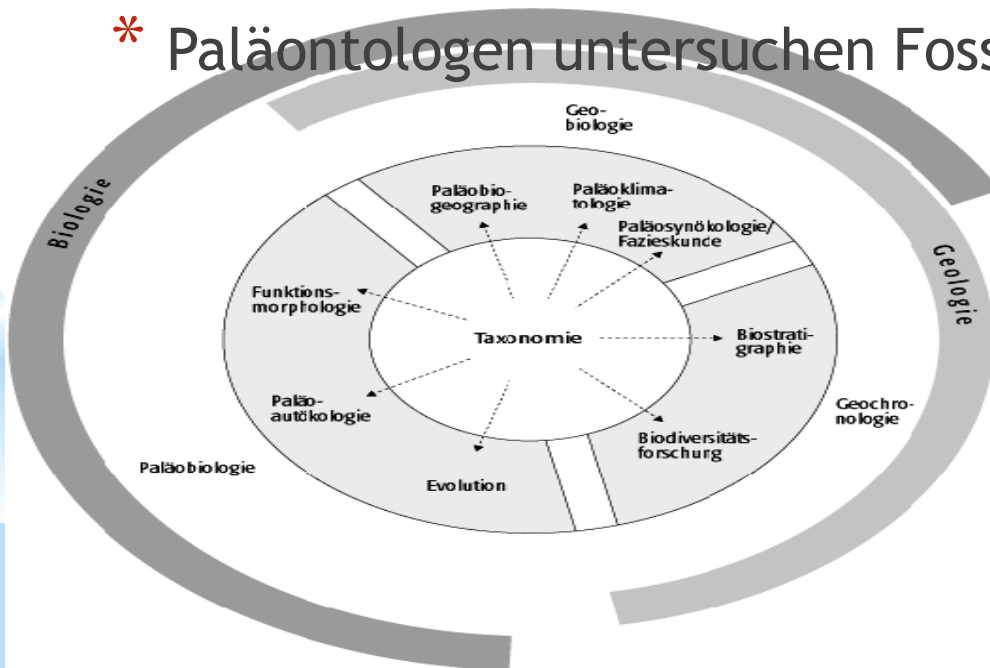 * Paläontologen untersuchen Foss
Geo-
biologie
Biologie
Geologie
Paläobio-
geographie
Paläoklima-
tologie
Paläosynökologie/
Fazieskunde
Funktions-
morphologie
Taxonomie
Biostrati-
graphie
Paläo-
autökologie
Geochro-
nologie
Biodiversitäts-
forschung
Paläobiologie
Evolution